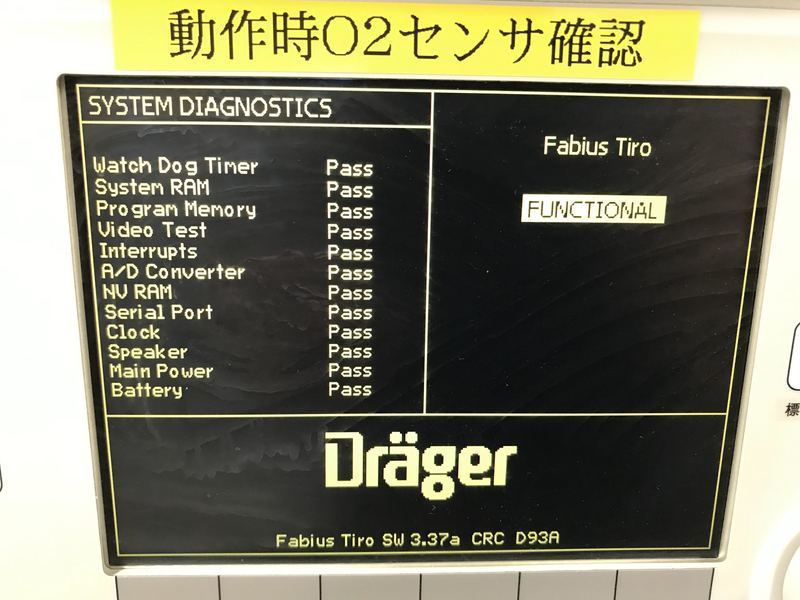 動作時O2センサ確認
SYSTEM DIAGNOSTICS
Watch Dog Timer Pass
System RAM Pass
Program Memory Pass
Video Test Pass
Interrupts Pass
A/D Converter Pass
NV RAM Pass
Serial Port Pass
Clock Pass
Speaker Pass
Main Power Pass
Battery Pass
Fabius Tiro
FUNCTIONAL
Dräger
Fabius Tiro SW 3.37a CRC D93A
標